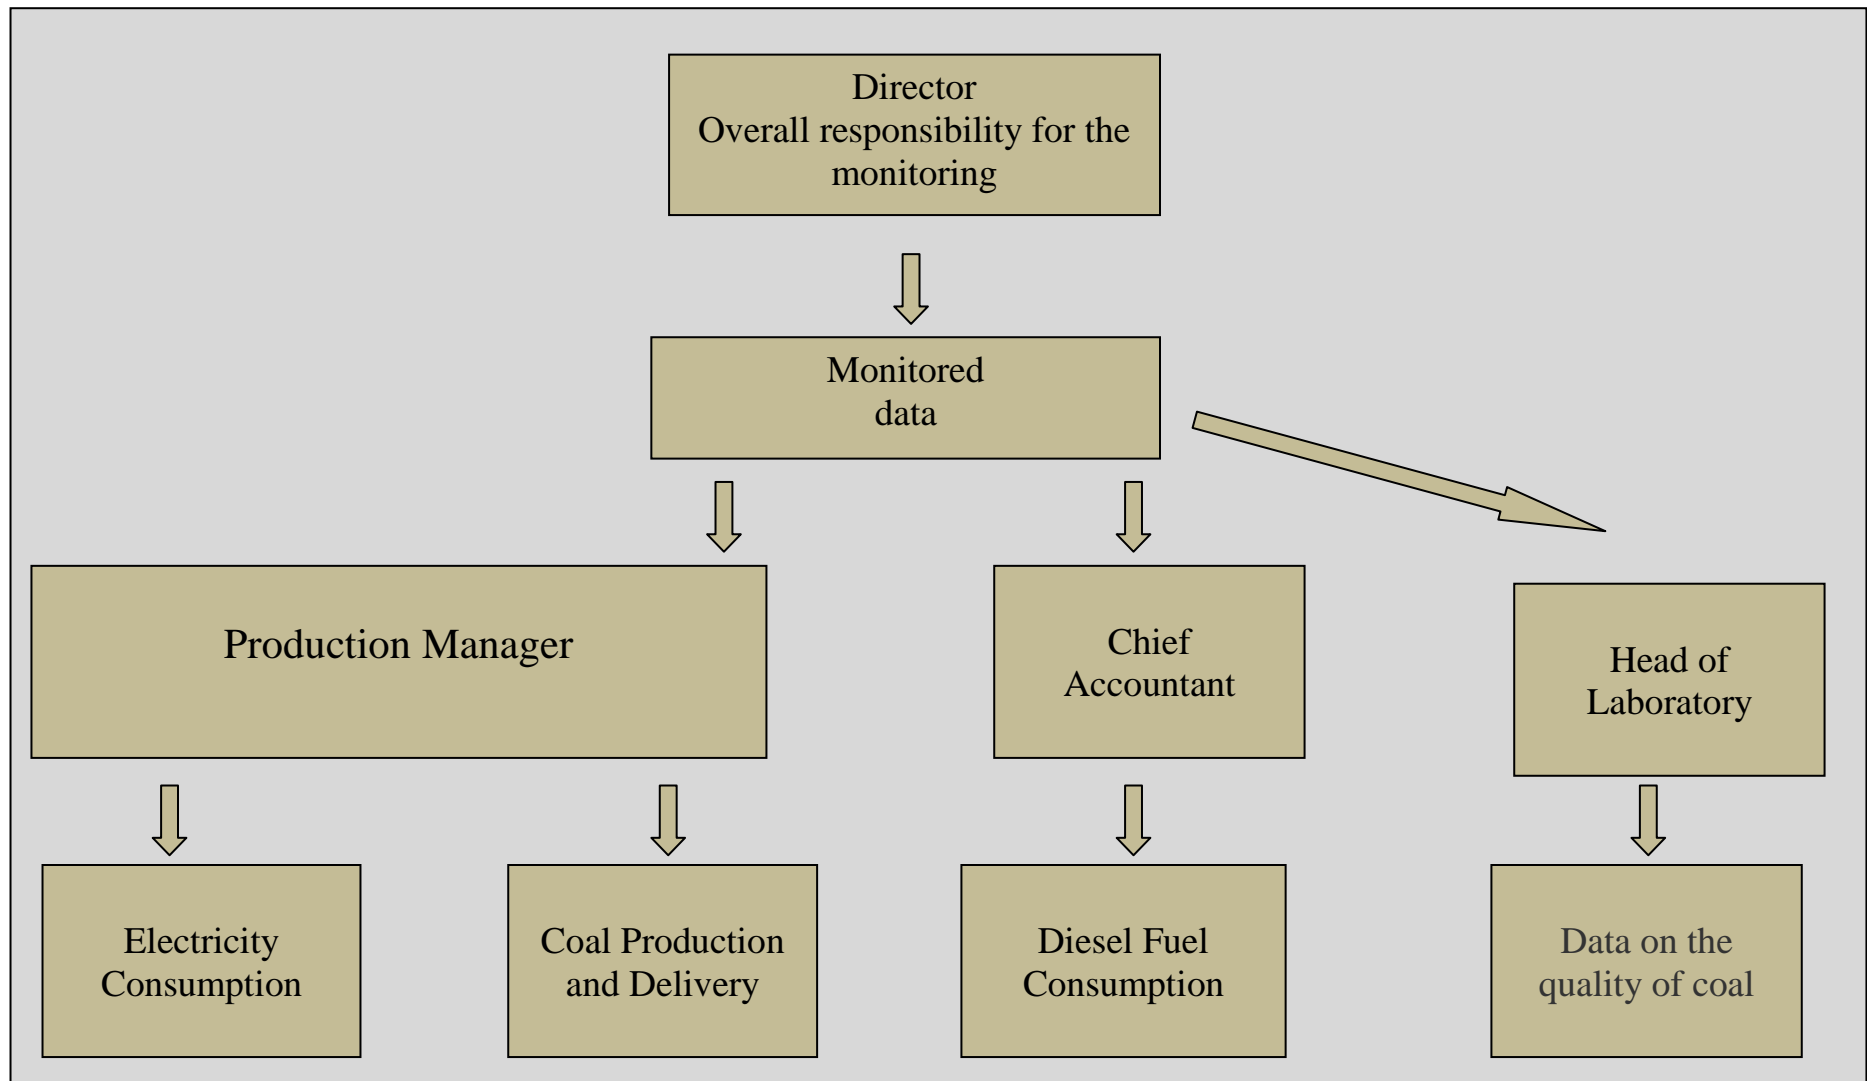 Director
Overall responsibility for the
monitoring
Monitored
data
Production Manager
Chief
Accountant
Head of
Laboratory
Electricity
Consumption
Coal Production
and Delivery
Diesel Fuel
Consumption
Data on the
quality of coal